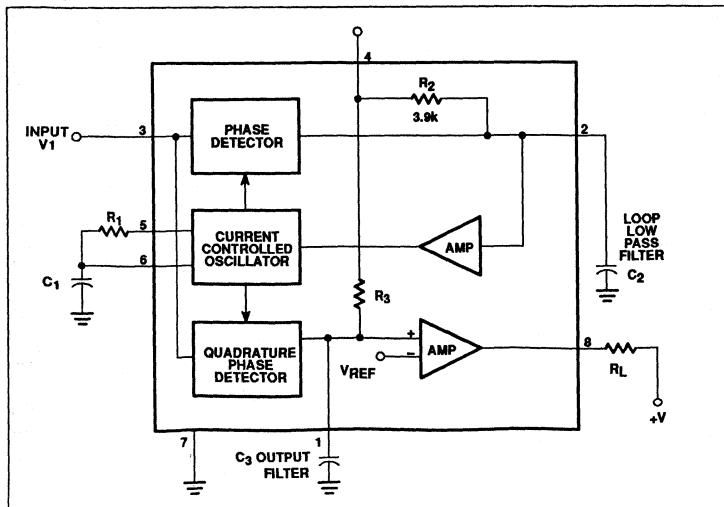 4
R2
3.9k
INPUT
V1
3
PHASE
DETECTOR
2
R1
5
CURRENT
CONTROLLED
OSCILLATOR
AMP
LOOP
LOW
PASS
FILTER
C2
6
C1
R3
QUADRATURE
PHASE
DETECTOR
+
AMP
VREF
−
8
RL
+V
7
1
C3 OUTPUT
FILTER